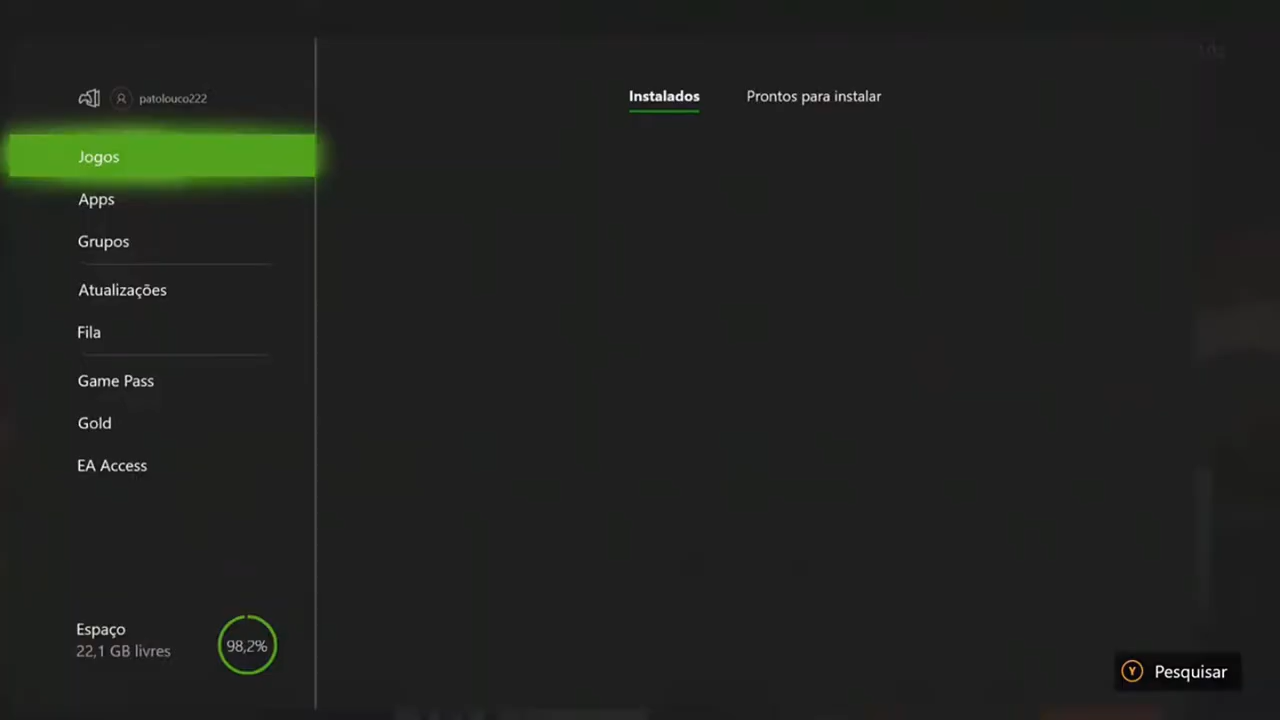 patolouco222
Instalados
Prontos para instalar
Jogos
Apps
Grupos
Atualizações
Fila
Game Pass
Gold
EA Access
Espaço
22,1 GB livres
98,2%
Y Pesquisar